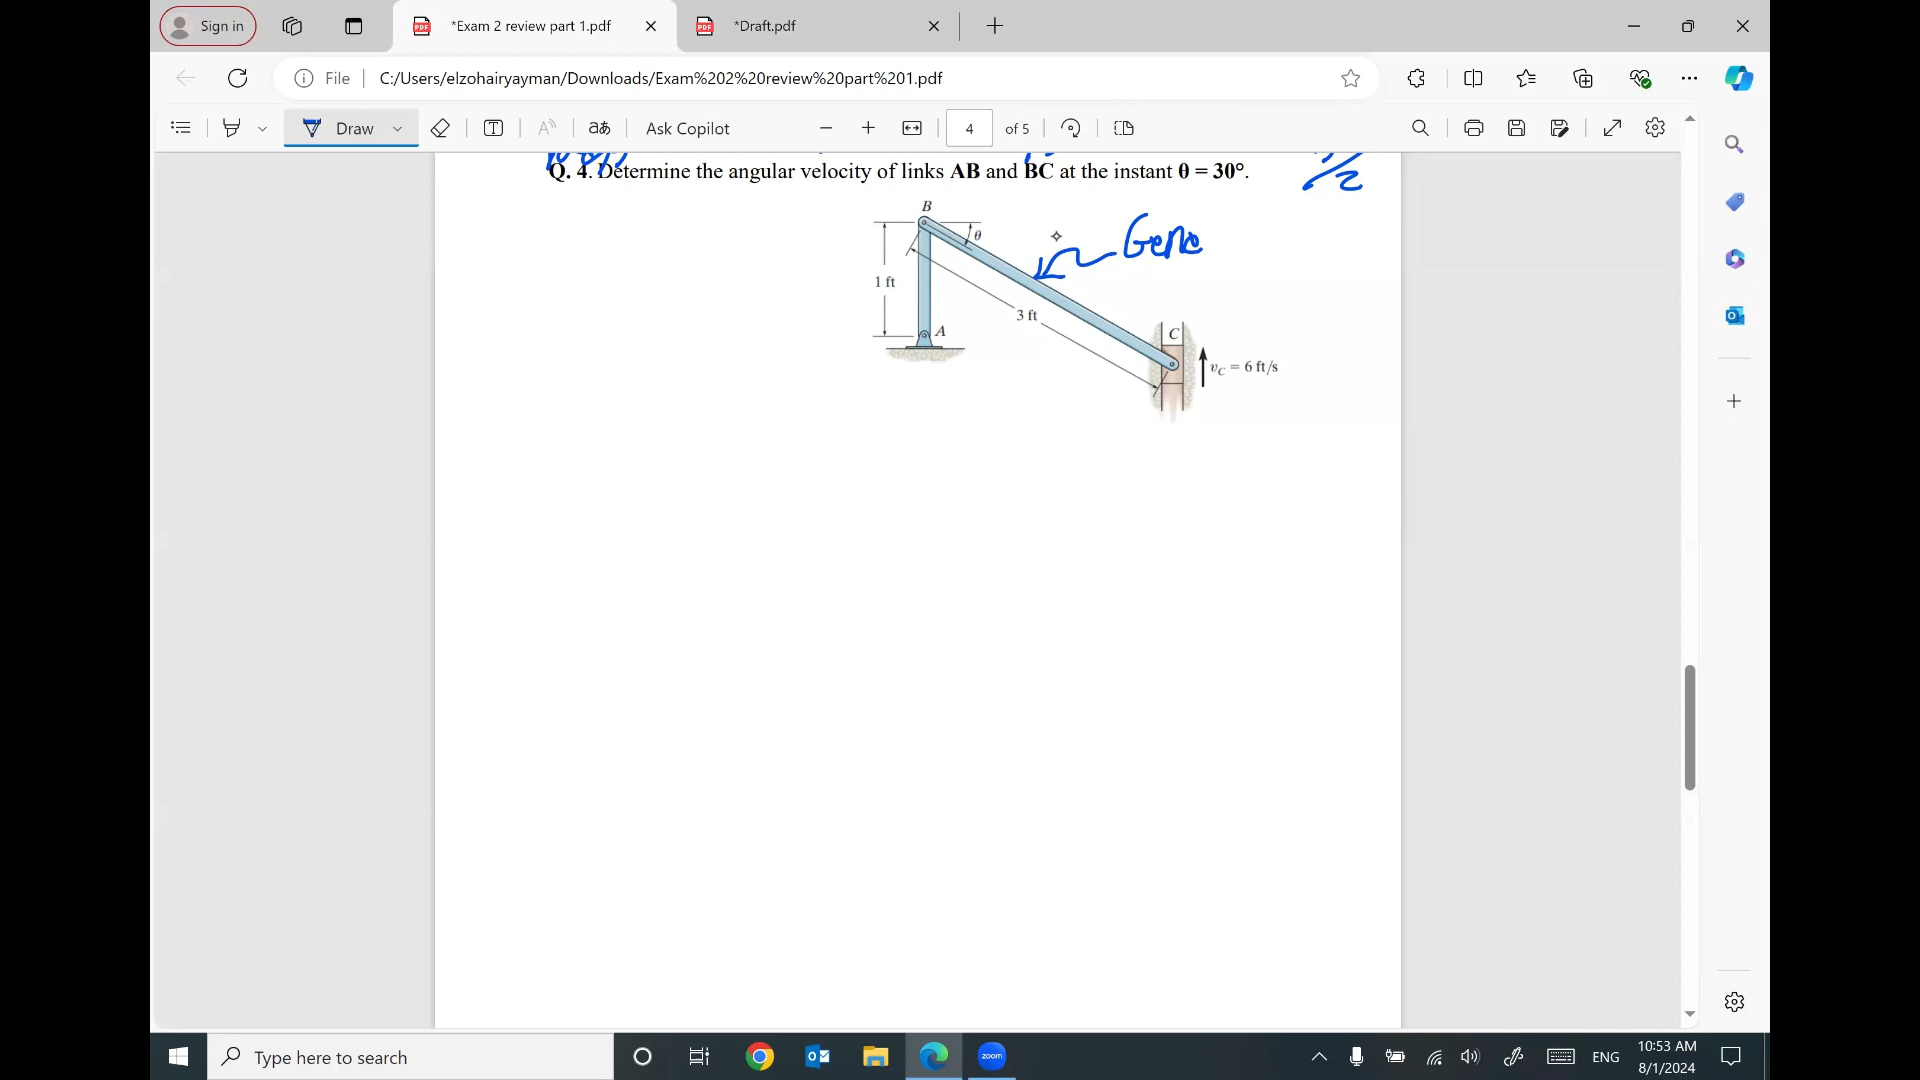 Sign in
*Exam 2 review part 1.pdf
*Draft.pdf
File
C:/Users/elzohairyayman/Downloads/Exam%202%20review%20part%201.pdf
Draw
Ask Copilot
4 of 5
Q. 4. Determine the angular velocity of links AB and BC at the instant θ = 30°.
B
θ
Gene
1 ft
3 ft
A
C
vC = 6 ft/s
Type here to search
zoom
ENG
10:53 AM
8/1/2024